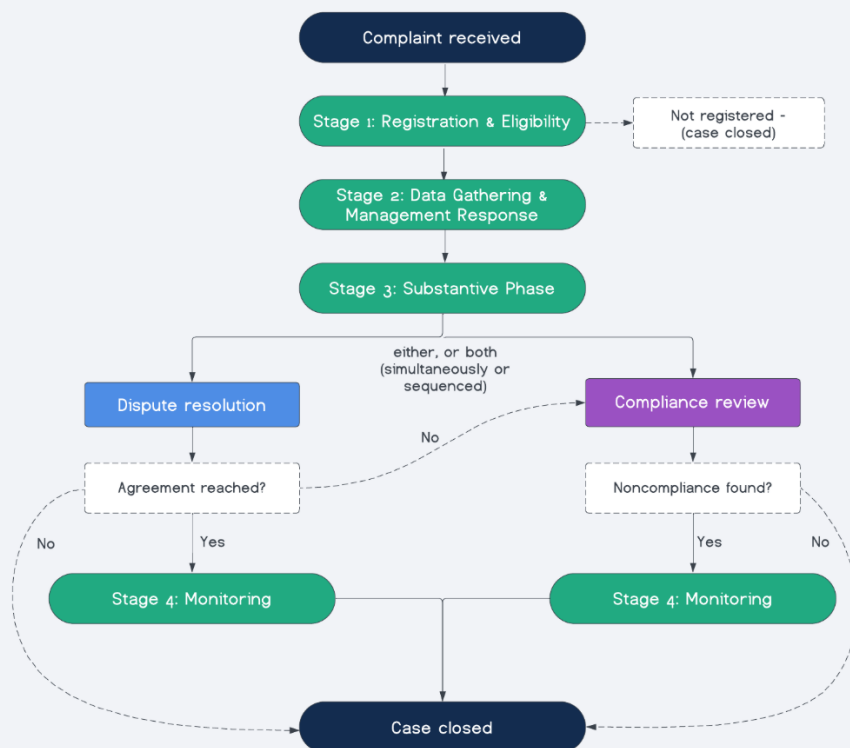 Complaint received
Stage 1: Registration & Eligibility
Not registered -
(case closed)
Stage 2: Data Gathering &
Management Response
Stage 3: Substantive Phase
either, or both
(simultaneously or
sequenced)
Dispute resolution
Compliance review
No
Agreement reached?
Noncompliance found?
No
Yes
Yes
No
Stage 4: Monitoring
Stage 4: Monitoring
Case closed